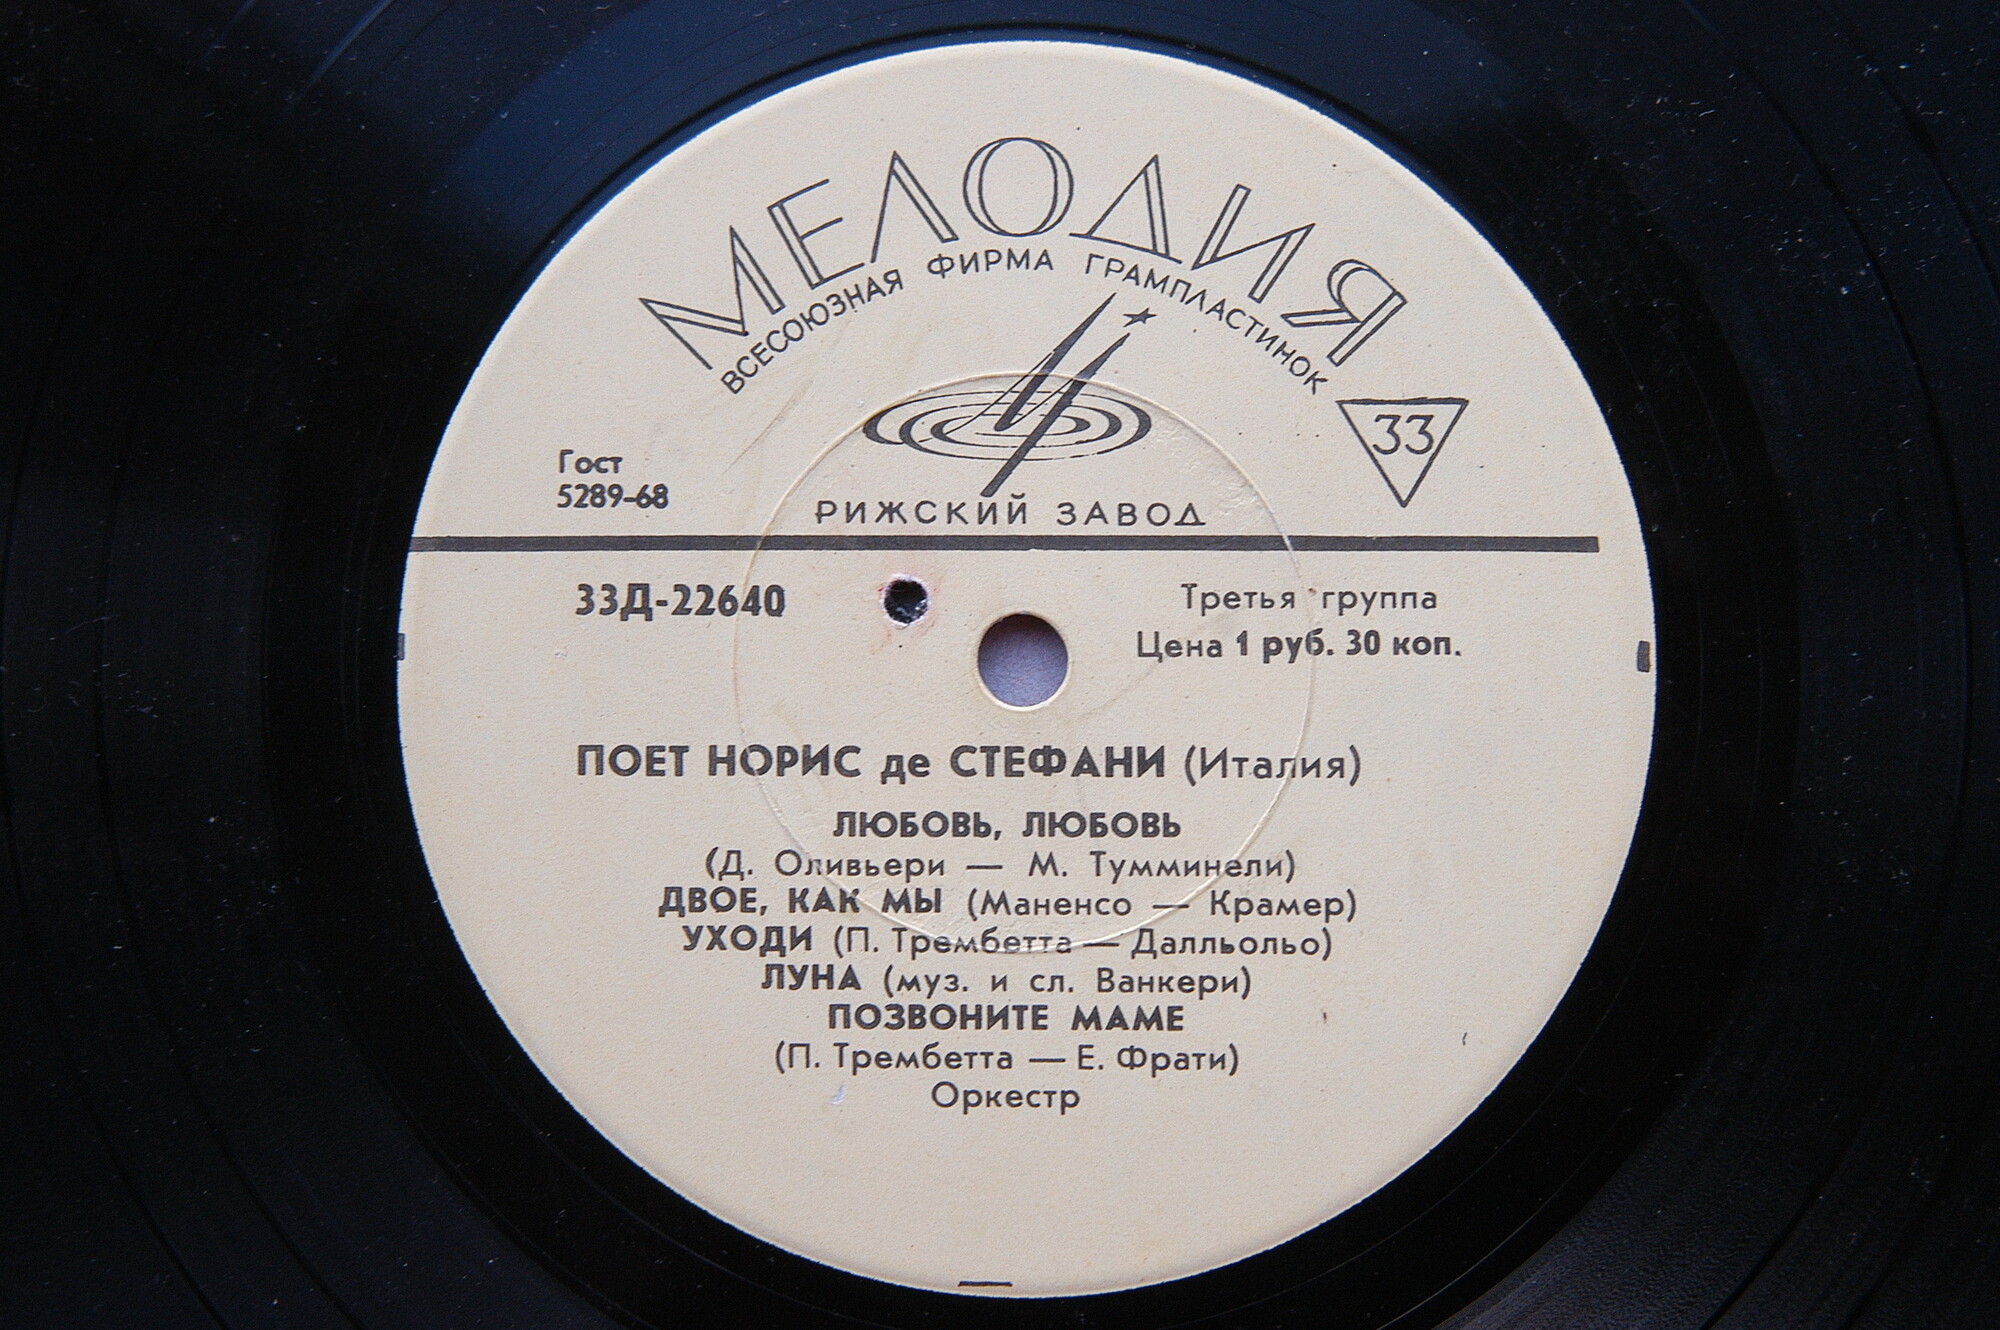 МЕЛОДИЯ
ВСЕСОЮЗНАЯ ФИРМА ГРАМПЛАСТИНОК
33
Гост
5289-68
РИЖСКИЙ ЗАВОД
33Д-22640
Третья группа
Цена 1 руб. 30 коп.
ПОЕТ НОРИС де СТЕФАНИ (Италия)
ЛЮБОВЬ, ЛЮБОВЬ
(Д. Оливьери — М. Тумминели)
ДВОЕ, КАК МЫ (Маненсо — Крамер)
УХОДИ (П. Трембетта — Далльольо)
ЛУНА (муз. и сл. Ванкери)
ПОЗВОНИТЕ МАМЕ
(П. Трембетта — Е. Фрати)
Оркестр